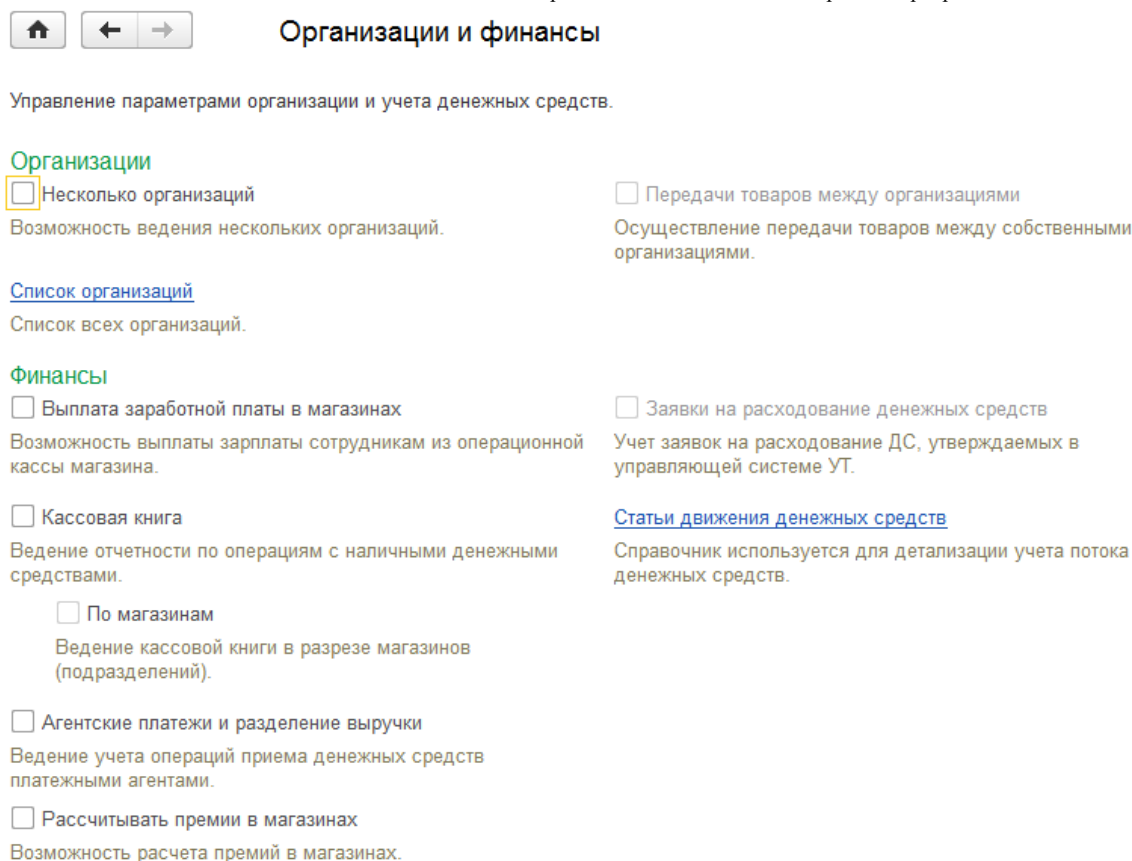 Организации и финансы
Управление параметрами организации и учета денежных средств.
Организации
Несколько организаций
Возможность ведения нескольких организаций.
Передачи товаров между организациями
Осуществление передачи товаров между собственными
организациями.
Список организаций
Список всех организаций.
Финансы
Выплата заработной платы в магазинах
Возможность выплаты зарплаты сотрудникам из операционной
кассы магазина.
Заявки на расходование денежных средств
Учет заявок на расходование ДС, утверждаемых в
управляющей системе УТ.
Кассовая книга
Ведение отчетности по операциям с наличными денежными
средствами.
Статьи движения денежных средств
Справочник используется для детализации учета потока
денежных средств.
По магазинам
Ведение кассовой книги в разрезе магазинов
(подразделений).
Агентские платежи и разделение выручки
Ведение учета операций приема денежных средств
платежными агентами.
Рассчитывать премии в магазинах
Возможность расчета премий в магазинах.